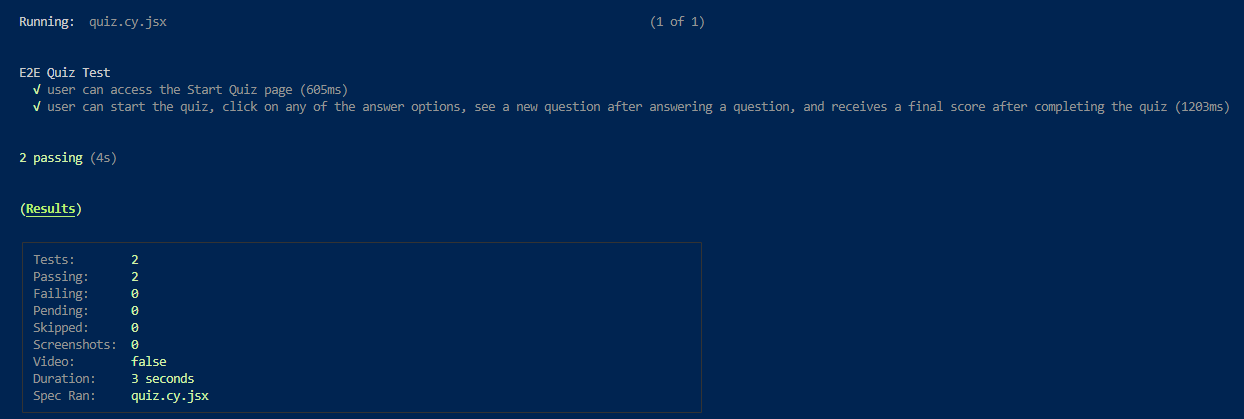 Running: quiz.cy.jsx (1 of 1)
E2E Quiz Test
√ user can access the Start Quiz page (605ms)
√ user can start the quiz, click on any of the answer options, see a new question after answering a question, and receives a final score after completing the quiz (1203ms)
2 passing (4s)
(Results)
Tests: 2
Passing: 2
Failing: 0
Pending: 0
Skipped: 0
Screenshots: 0
Video: false
Duration: 3 seconds
Spec Ran: quiz.cy.jsx